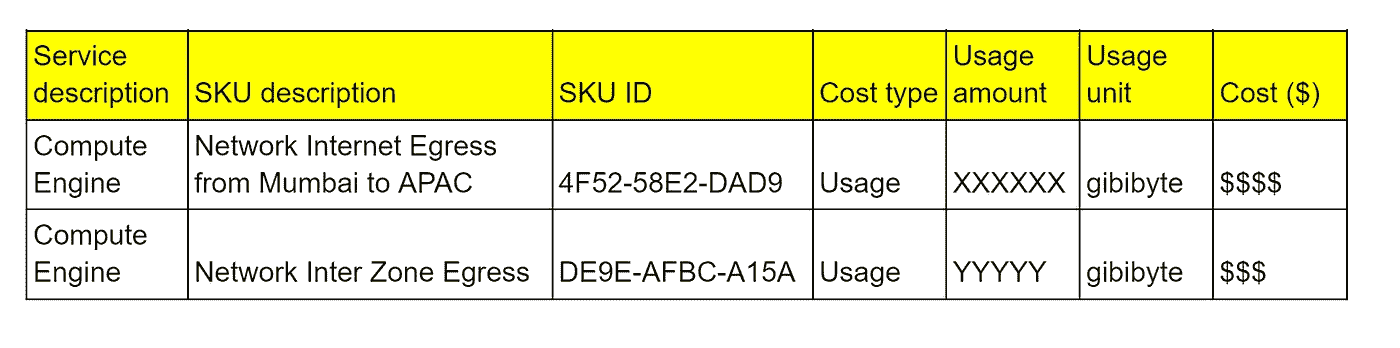 Service description	SKU description	SKU ID	Cost type	Usage amount	Usage unit	Cost ($)
Compute Engine	Network Internet Egress from Mumbai to APAC	4F52-58E2-DAD9	Usage	XXXXXX	gibibyte	$$$$
Compute Engine	Network Inter Zone Egress	DE9E-AFBC-A15A	Usage	YYYYY	gibibyte	$$$